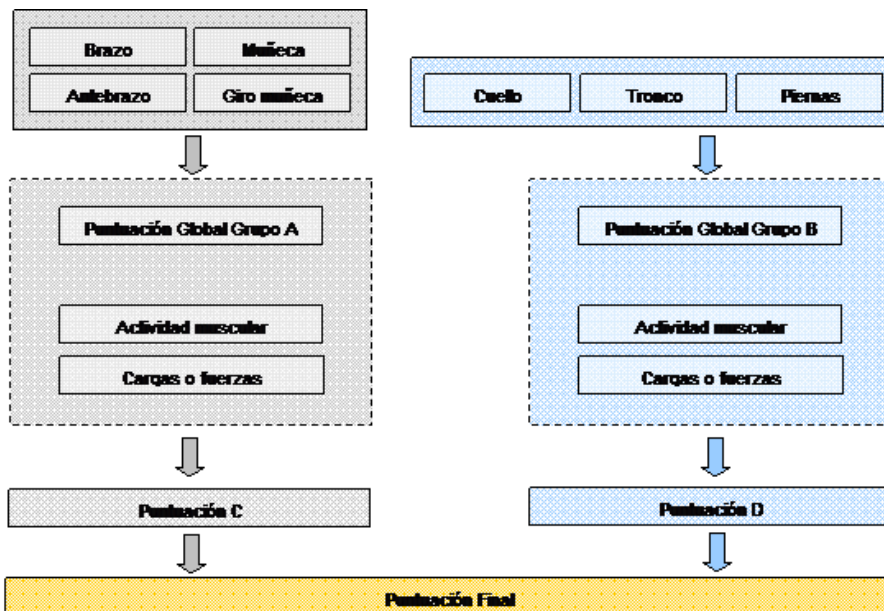 Brazo
Muñeca
Antebrazo
Giro muñeca
Cuello
Tronco
Piernas
Puntuación Global Grupo A
Actividad muscular
Cargas o fuerzas
Puntuación Global Grupo B
Actividad muscular
Cargas o fuerzas
Puntuación C
Puntuación D
Puntuación Final